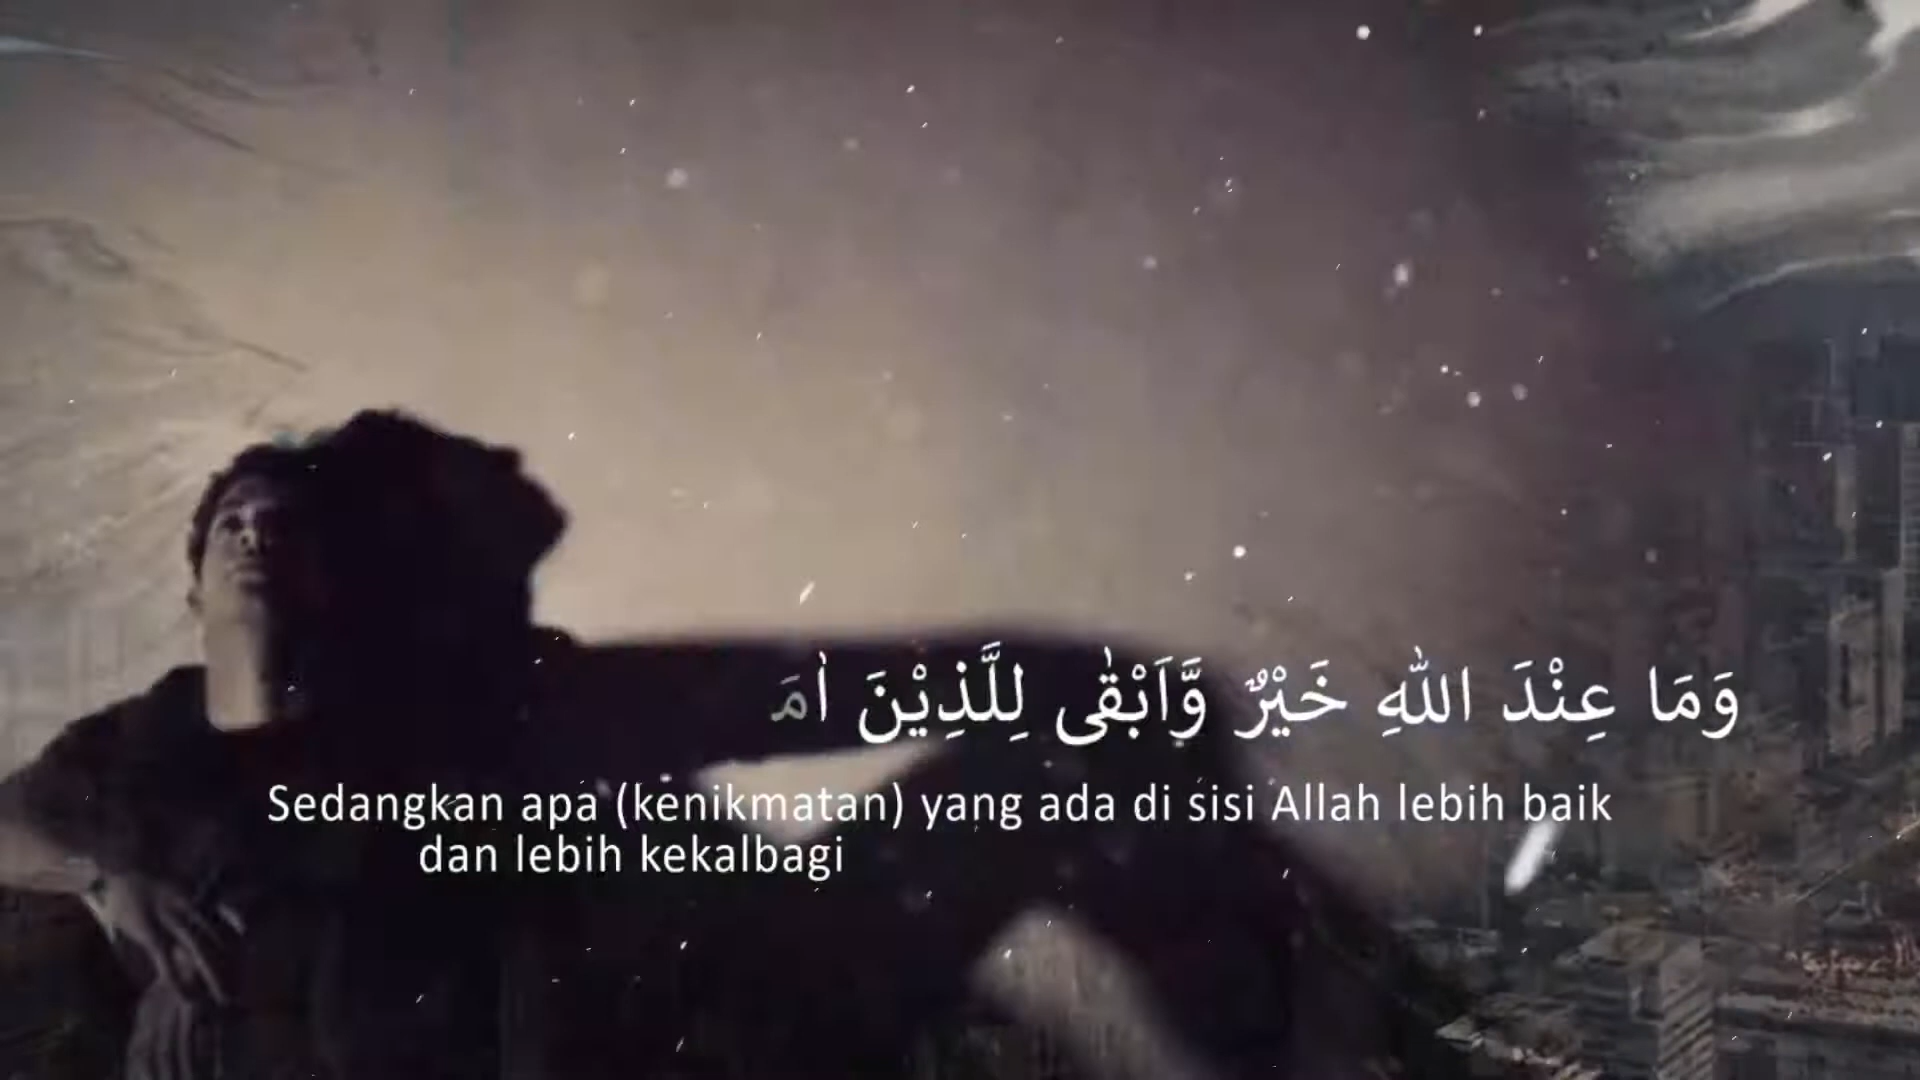 وَمَا عِنْدَ اللّٰهِ خَيْرٌ وَّاَبْقٰى لِلَّذِيْنَ اٰمَ
Sedangkan apa (kenikmatan) yang ada di sisi Allah lebih baik
dan lebih kekalbagi